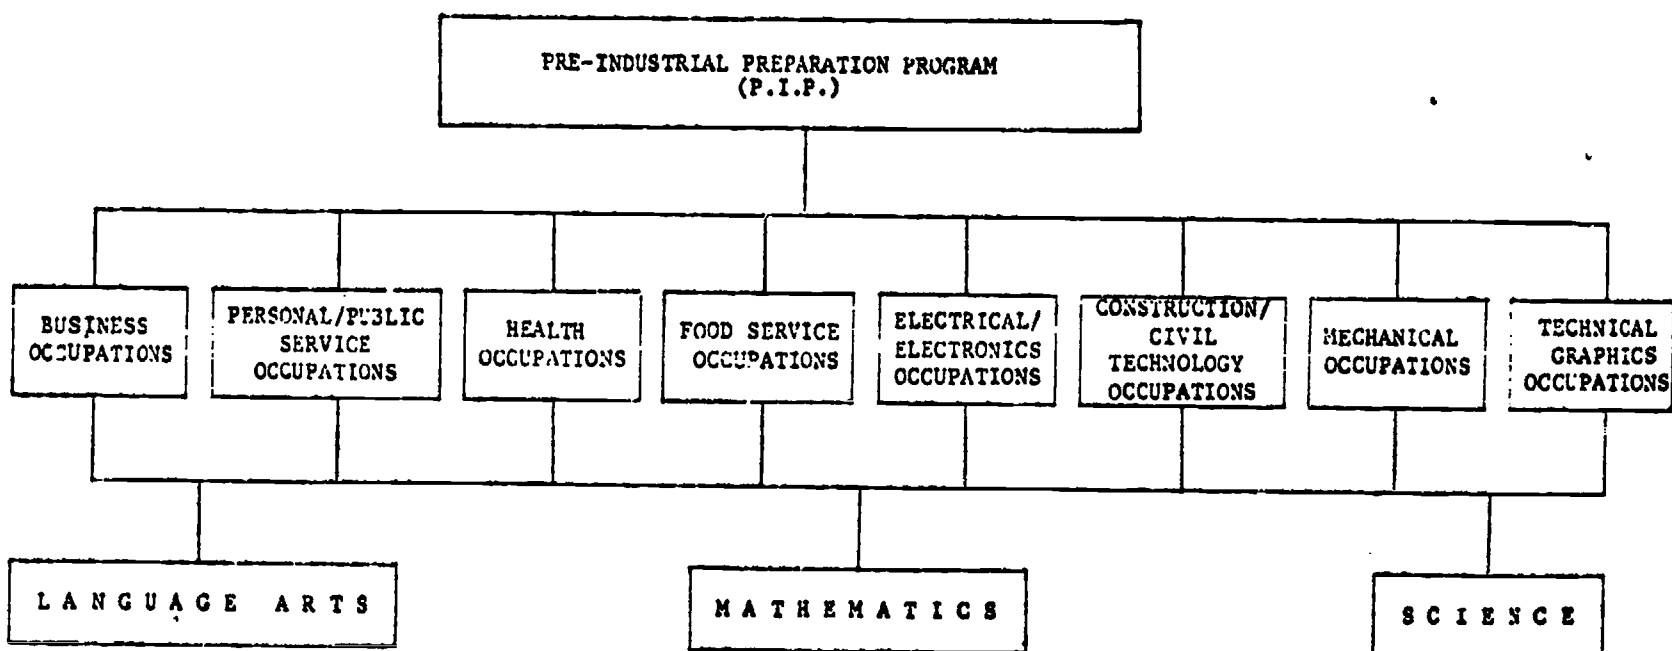 PRE-INDUSTRIAL PREPARATION PROGRAM
(P.I.P.)
BUSINESS
OCCUPATIONS
PERSONAL/PUBLIC
SERVICE
OCCUPATIONS
HEALTH
OCCUPATIONS
FOOD SERVICE
OCCUPATIONS
ELECTRICAL/
ELECTRONICS
OCCUPATIONS
CONSTRUCTION/
CIVIL
TECHNOLOGY
OCCUPATIONS
MECHANICAL
OCCUPATIONS
TECHNICAL
GRAPHICS
OCCUPATIONS
LANGUAGE ARTS
MATHEMATICS
SCIENCE